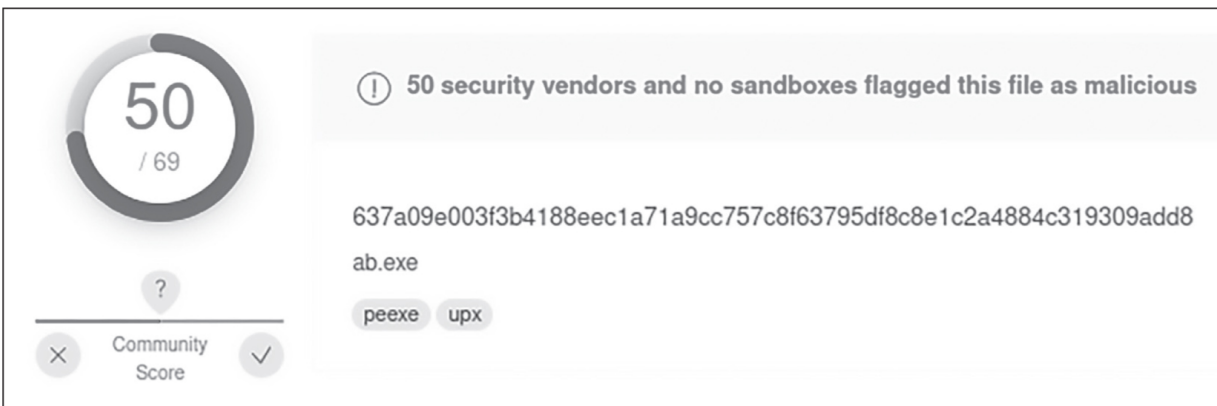 50
/ 69
?
Community
Score
50 security vendors and no sandboxes flagged this file as malicious
637a09e003f3b4188eec1a71a9cc757c8f63795df8c8e1c2a4884c319309add8
ab.exe
peexe upx